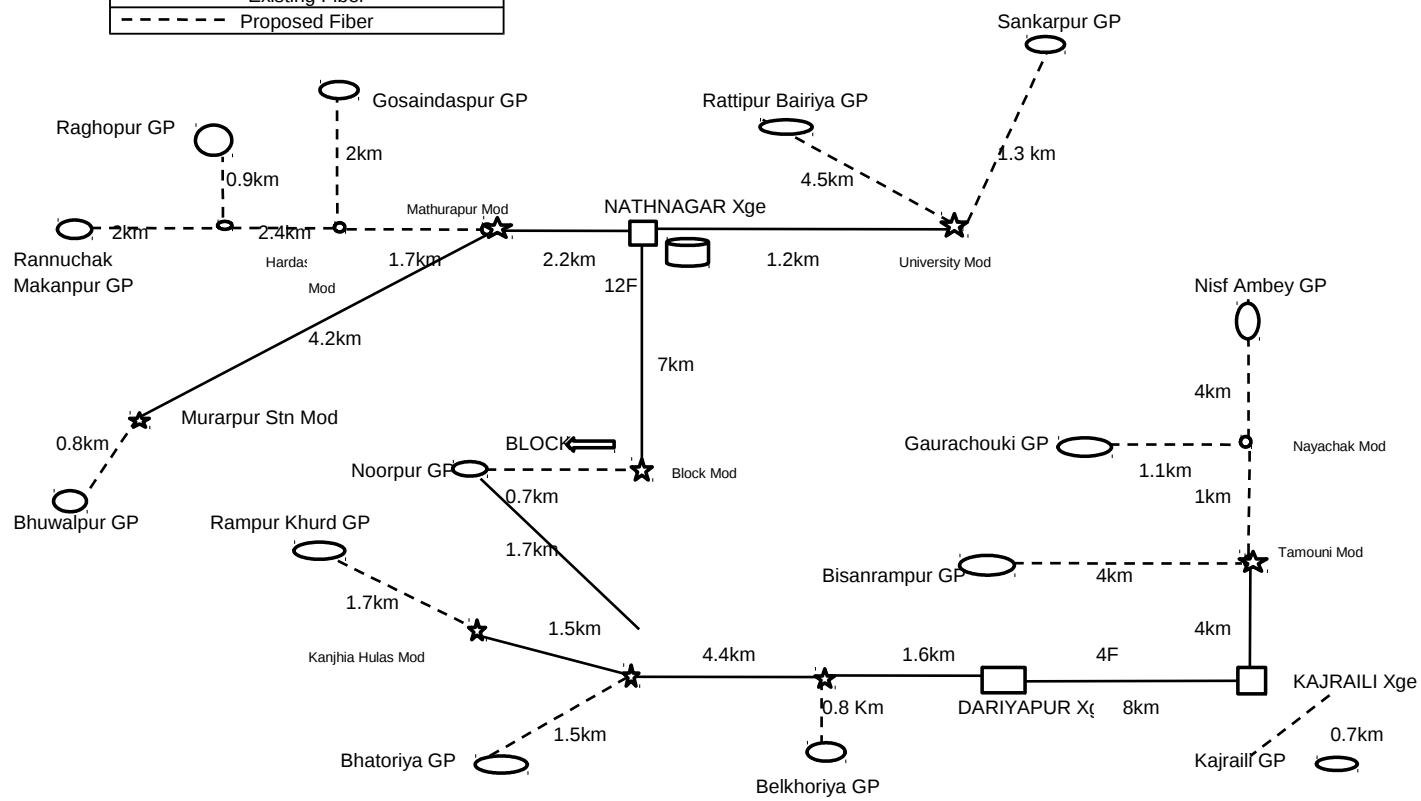 Existing Fiber
Proposed Fiber
Sankarpur GP
Gosaindaspur GP
Rattipur Bairiya GP
Raghopur GP
2km
1.3 km
0.9km
4.5km
Mathurapur Mod
NATHNAGAR Xge
2km
2.4km
Rannuchak
Makanpur GP
Hardas
Mod
1.7km
2.2km
1.2km
University Mod
12F
Nisf Ambey GP
4.2km
7km
4km
Murarpur Stn Mod
0.8km
BLOCK
Gaurachouki GP
Nayachak Mod
Noorpur GP
Block Mod
1.1km
0.7km
1km
Bhuwalpur GP
Rampur Khurd GP
1.7km
Tamouni Mod
Bisanrampur GP
4km
1.7km
1.5km
4km
Kanjhia Hulas Mod
4.4km
1.6km
4F
KAJRAILI Xge
0.8 Km
DARIYAPUR
8km
1.5km
0.7km
Bhatoriya GP
Kajraili GP
Belkhoriya GP